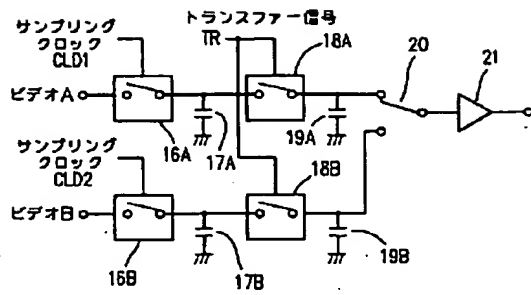 サンプリング
クロック
CLD1
トランスファー信号
TR
18A
20
21
ビデオA
16A
17A
19A
サンプリング
クロック
CLD2
18B
ビデオB
16B
17B
19B